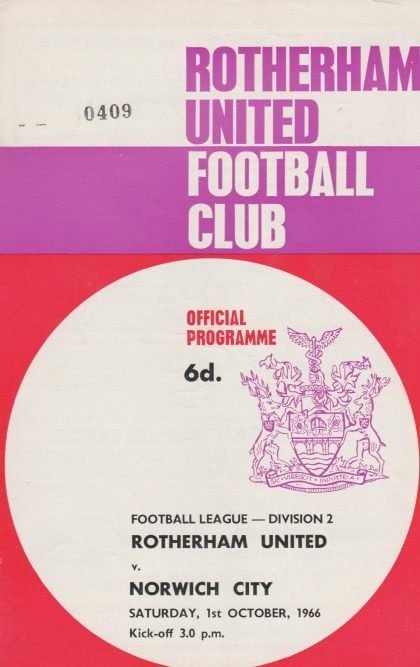 ROTHERHAM
UNITED
0409
FOOTBALL
CLUB
OFFICIAL
PROGRAMME
6d.
FOOTBALL LEAGUE — DIVISION 2
ROTHERHAM UNITED
v.
NORWICH CITY
SATURDAY, 1st OCTOBER, 1966
Kick-off 3.0 p.m.